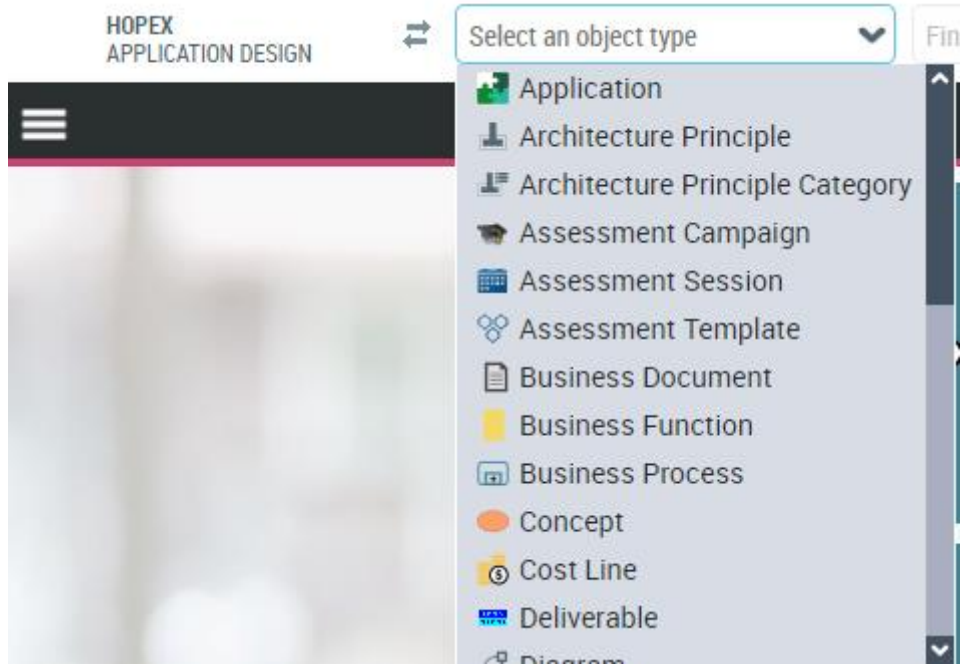 HOPEX
APPLICATION DESIGN
Select an object type
Fin
Application
Architecture Principle
Architecture Principle Category
Assessment Campaign
Assessment Session
Assessment Template
Business Document
Business Function
Business Process
Concept
Cost Line
Deliverable
Diagram